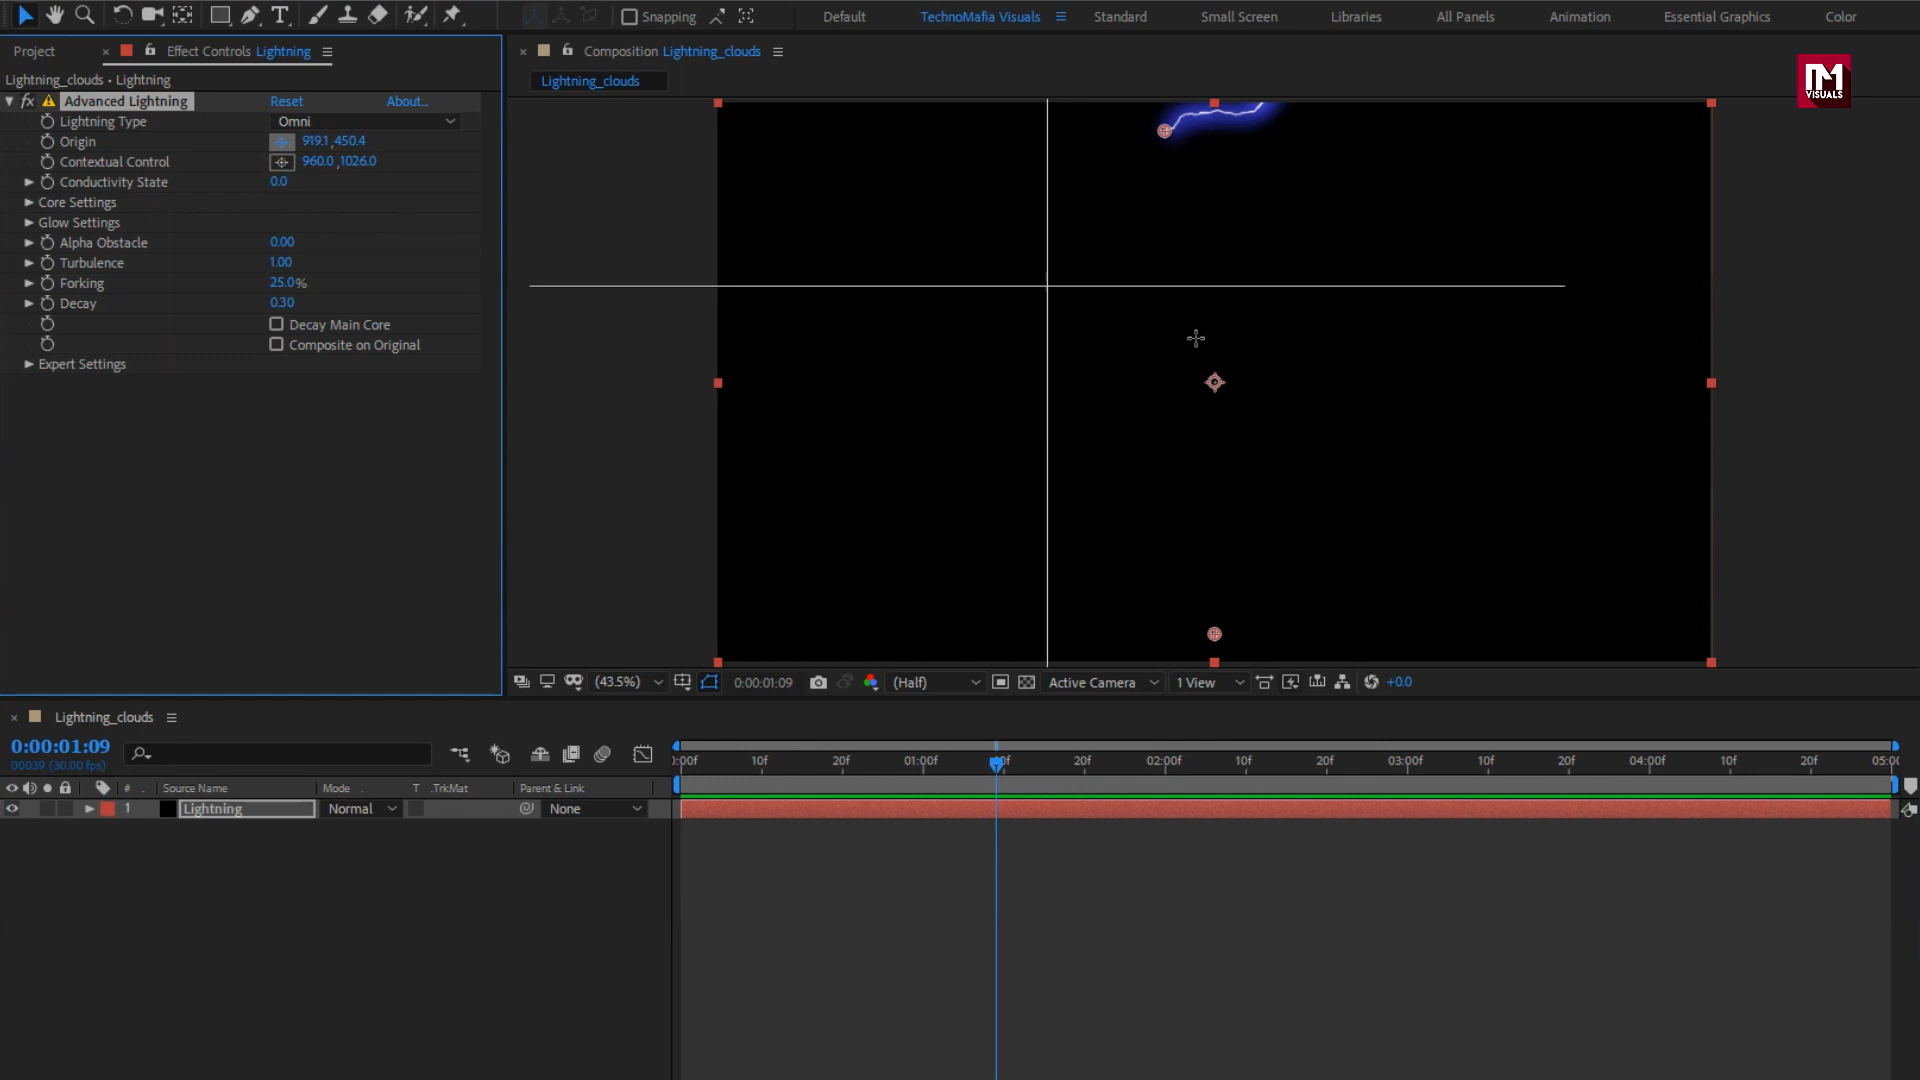 Snapping
Default
TechnoMafia Visuals
Standard
Small Screen
Libraries
All Panels
Animation
Essential Graphics
Color
Project
Effect Controls Lightning
Composition Lightning_clouds
Lightning_clouds • Lightning
Lightning_clouds
VISUALS
fx Advanced Lightning Reset About...
Lightning Type Omni
Origin 919.1 ,450.4
Contextual Control 960.0 ,1026.0
Conductivity State 0.0
Core Settings
Glow Settings
Alpha Obstacle 0.00
Turbulence 1.00
Forking 25.0%
Decay 0.30
Decay Main Core
Composite on Original
Expert Settings
(43.5%) 0:00:01:09 (Half) Active Camera 1 View +0.0
Lightning_clouds
0:00:01:09
00039 (30.00 fps)
10f 20f 01:00f 20f 02:00f 10f 20f 03:00f 10f 20f 04:00f 10f 20f
# Source Name Mode T .TrkMat Parent & Link
1 Lightning Normal None